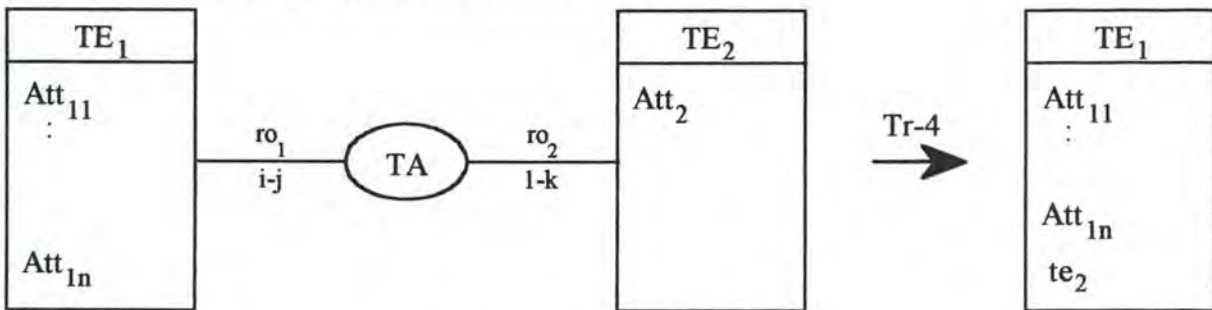 TE1
Att11
:
Att1n
ro1
i-j
TA
ro2
1-k
TE2
Att2
Tr-4
TE1
Att11
:
Att1n
te2